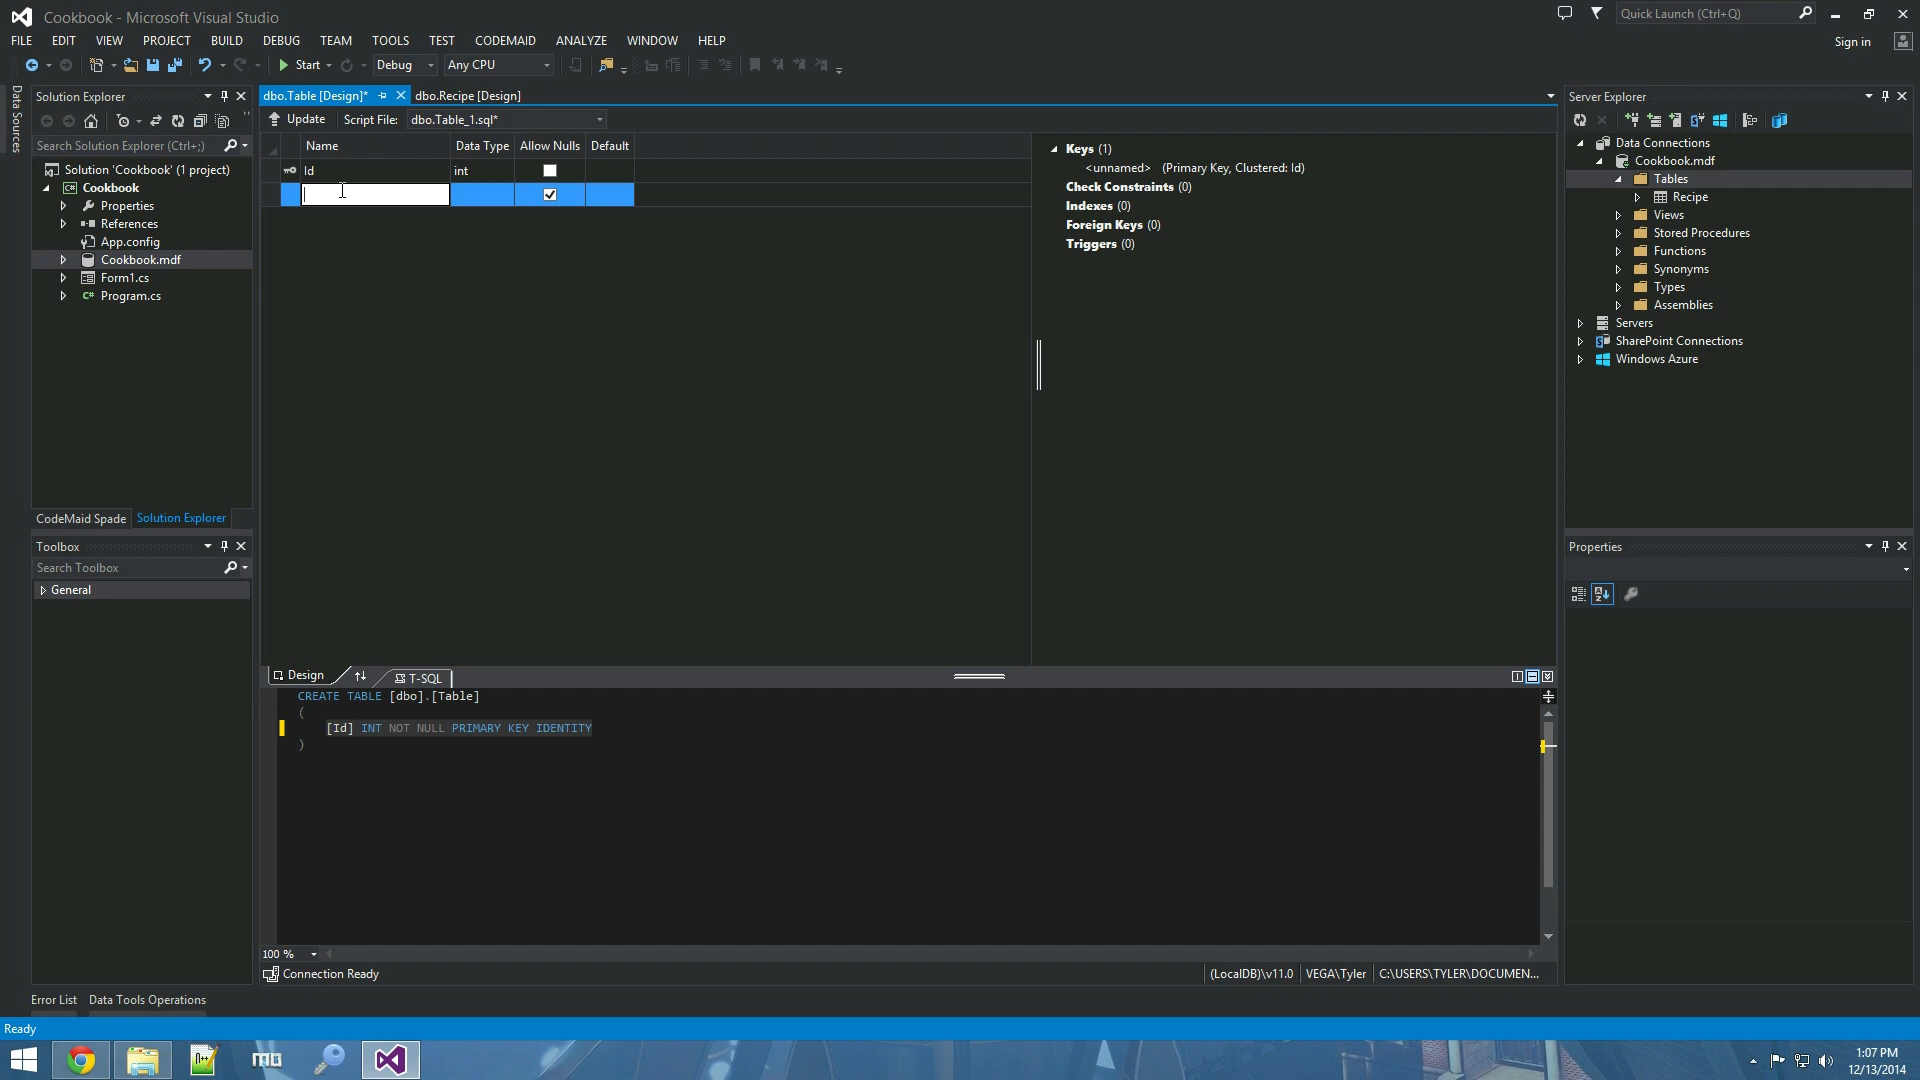 Cookbook - Microsoft Visual Studio
Quick Launch (Ctrl+Q)
FILE EDIT VIEW PROJECT BUILD DEBUG TEAM TOOLS TEST CODEMAID ANALYZE WINDOW HELP
Sign in
Start Debug Any CPU
Data Sources
Solution Explorer
Search Solution Explorer (Ctrl+;)
Solution 'Cookbook' (1 project)
Cookbook
Properties
References
App.config
Cookbook.mdf
Form1.cs
Program.cs
CodeMaid Spade Solution Explorer
Toolbox
Search Toolbox
General
dbo.Table [Design]* dbo.Recipe [Design]
Update Script File: dbo.Table_1.sql*
Name Data Type Allow Nulls Default
Id int
Keys (1)
<unnamed> (Primary Key, Clustered: Id)
Check Constraints (0)
Indexes (0)
Foreign Keys (0)
Triggers (0)
Design T-SQL
CREATE TABLE [dbo].[Table]
(
[Id] INT NOT NULL PRIMARY KEY IDENTITY
)
100 %
Connection Ready (LocalDB)\v11.0 VEGA\Tyler C:\USERS\TYLER\DOCUMEN...
Server Explorer
Data Connections
Cookbook.mdf
Tables
Recipe
Views
Stored Procedures
Functions
Synonyms
Types
Assemblies
Servers
SharePoint Connections
Windows Azure
Properties
Error List Data Tools Operations
Ready
1:07 PM
12/13/2014